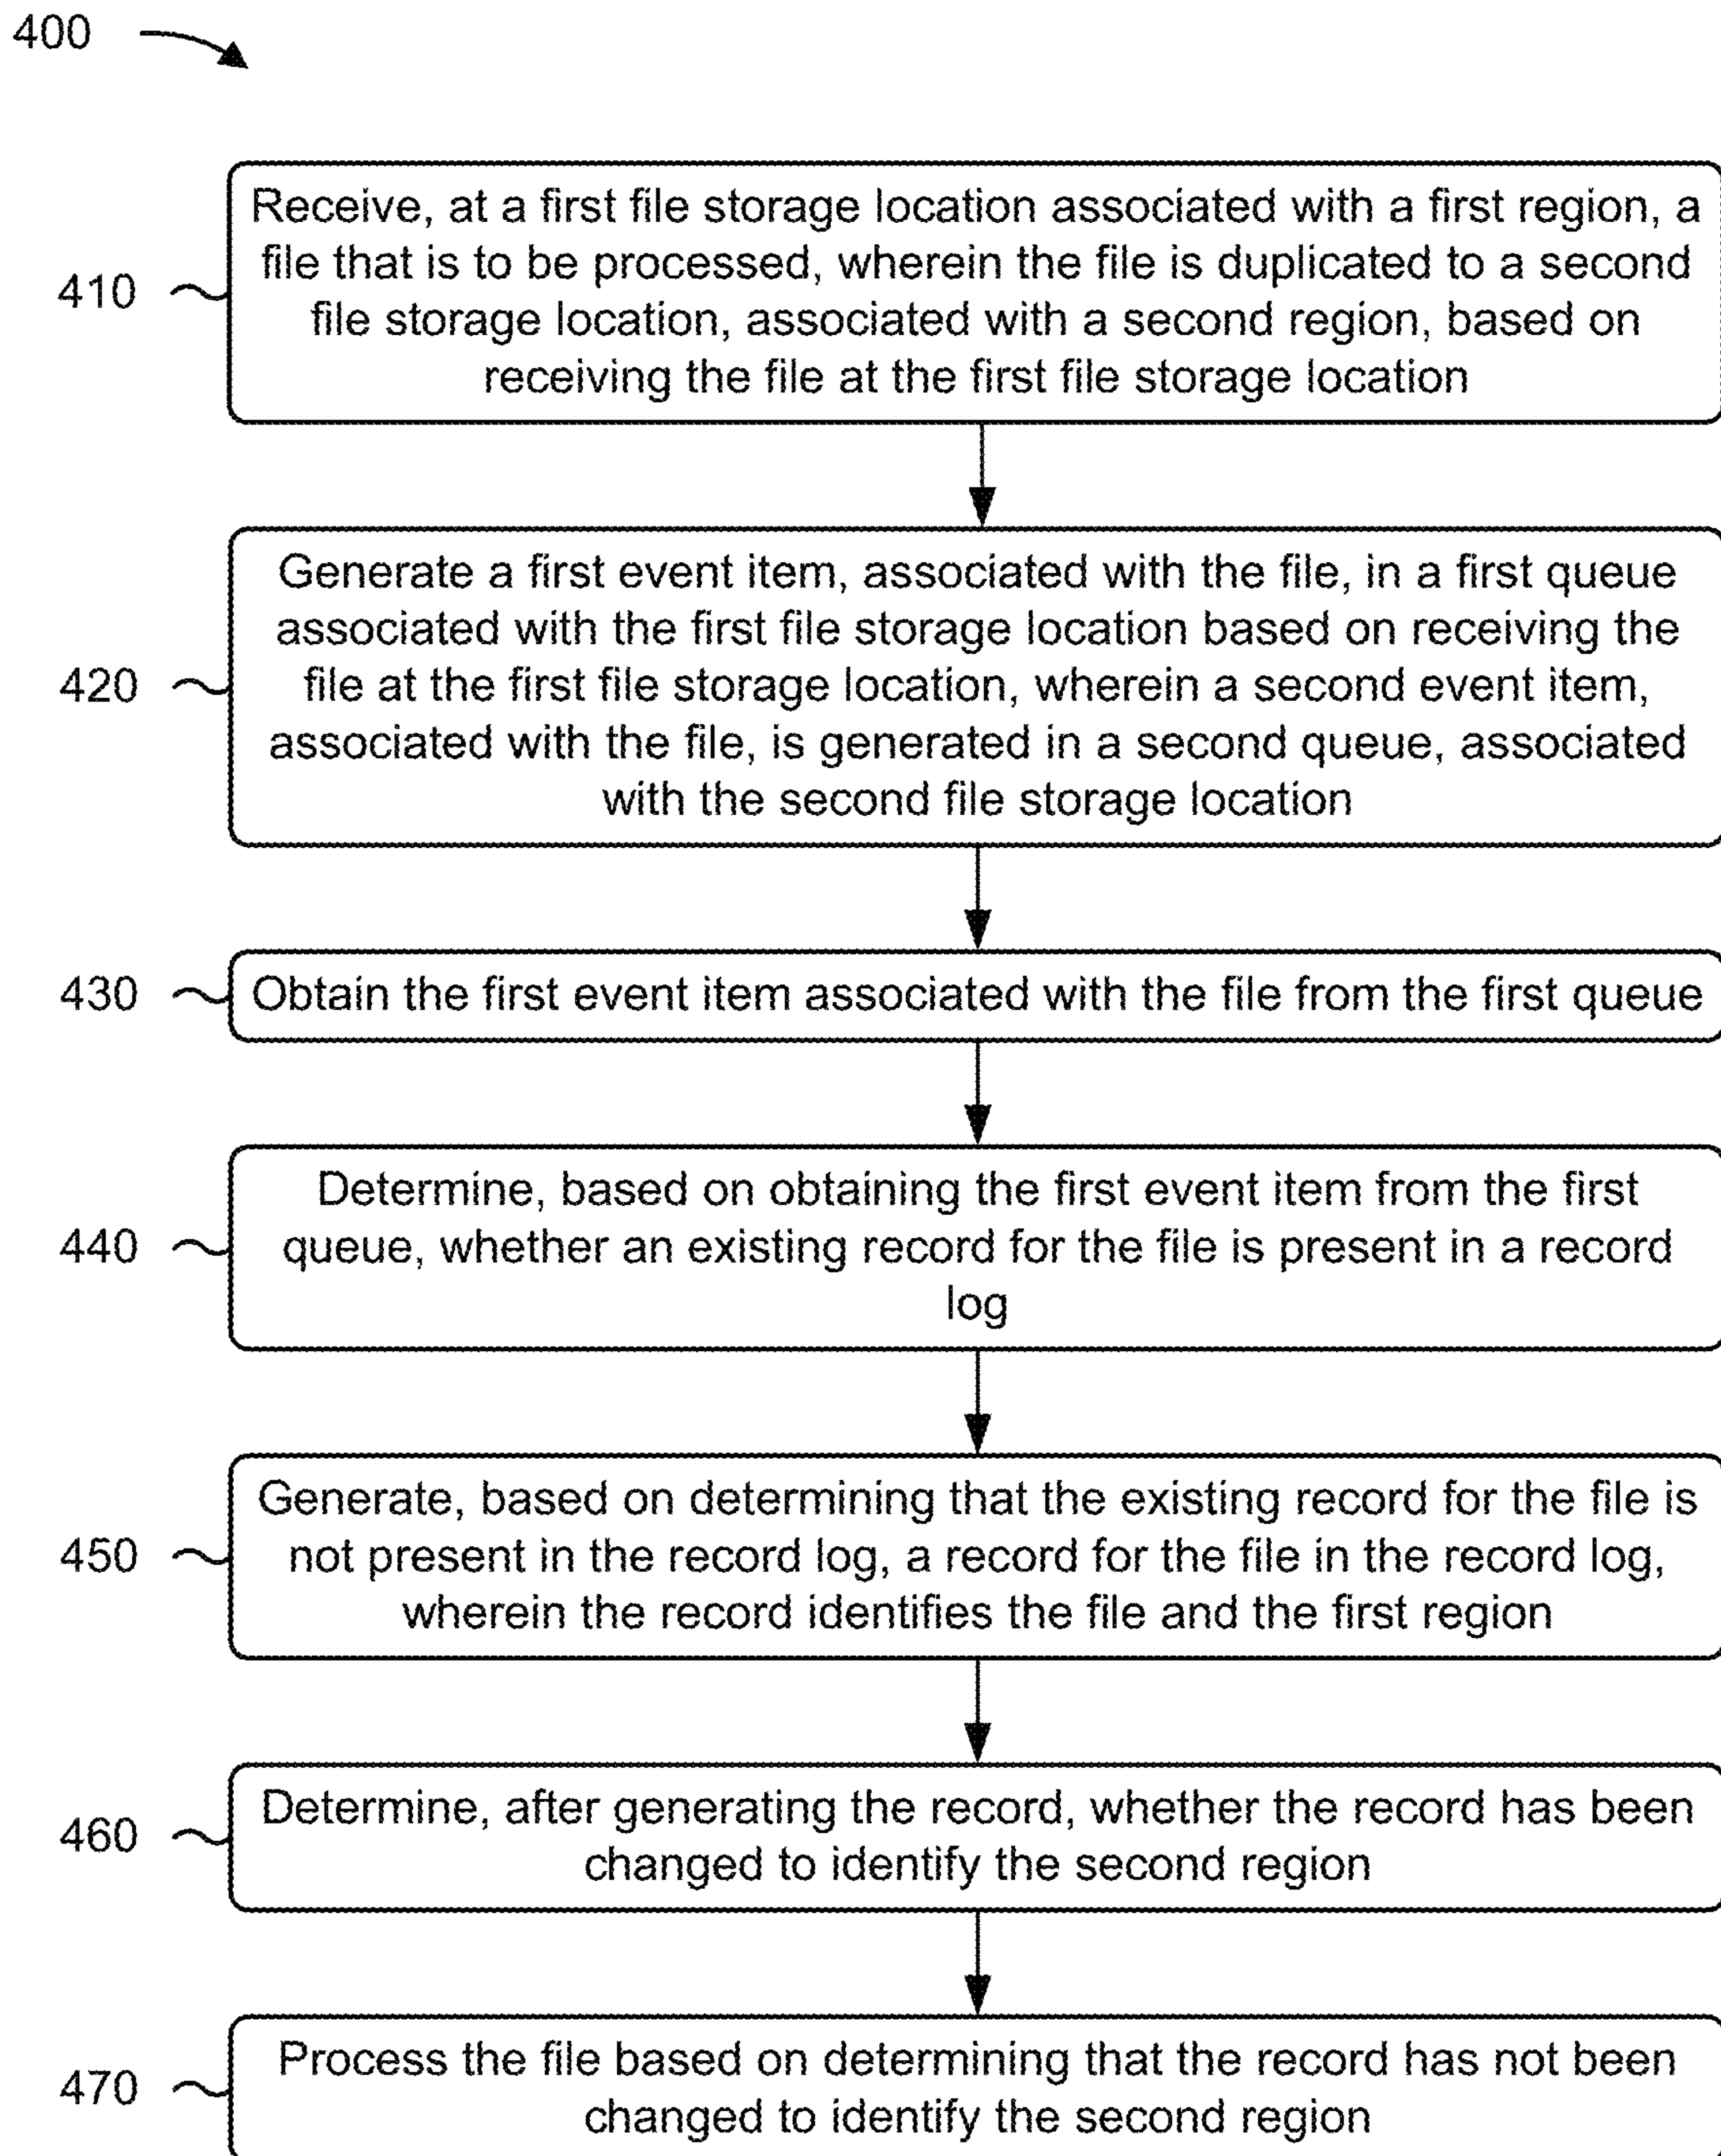 400
410
Receive, at a first file storage location associated with a first region, a
file that is to be processed, wherein the file is duplicated to a second
file storage location, associated with a second region, based on
receiving the file at the first file storage location
420
Generate a first event item, associated with the file, in a first queue
associated with the first file storage location based on receiving the
file at the first file storage location, wherein a second event item,
associated with the file, is generated in a second queue, associated
with the second file storage location
430
Obtain the first event item associated with the file from the first queue
440
Determine, based on obtaining the first event item from the first
queue, whether an existing record for the file is present in a record
log
450
Generate, based on determining that the existing record for the file is
not present in the record log, a record for the file in the record log,
wherein the record identifies the file and the first region
460
Determine, after generating the record, whether the record has been
changed to identify the second region
470
Process the file based on determining that the record has not been
changed to identify the second region